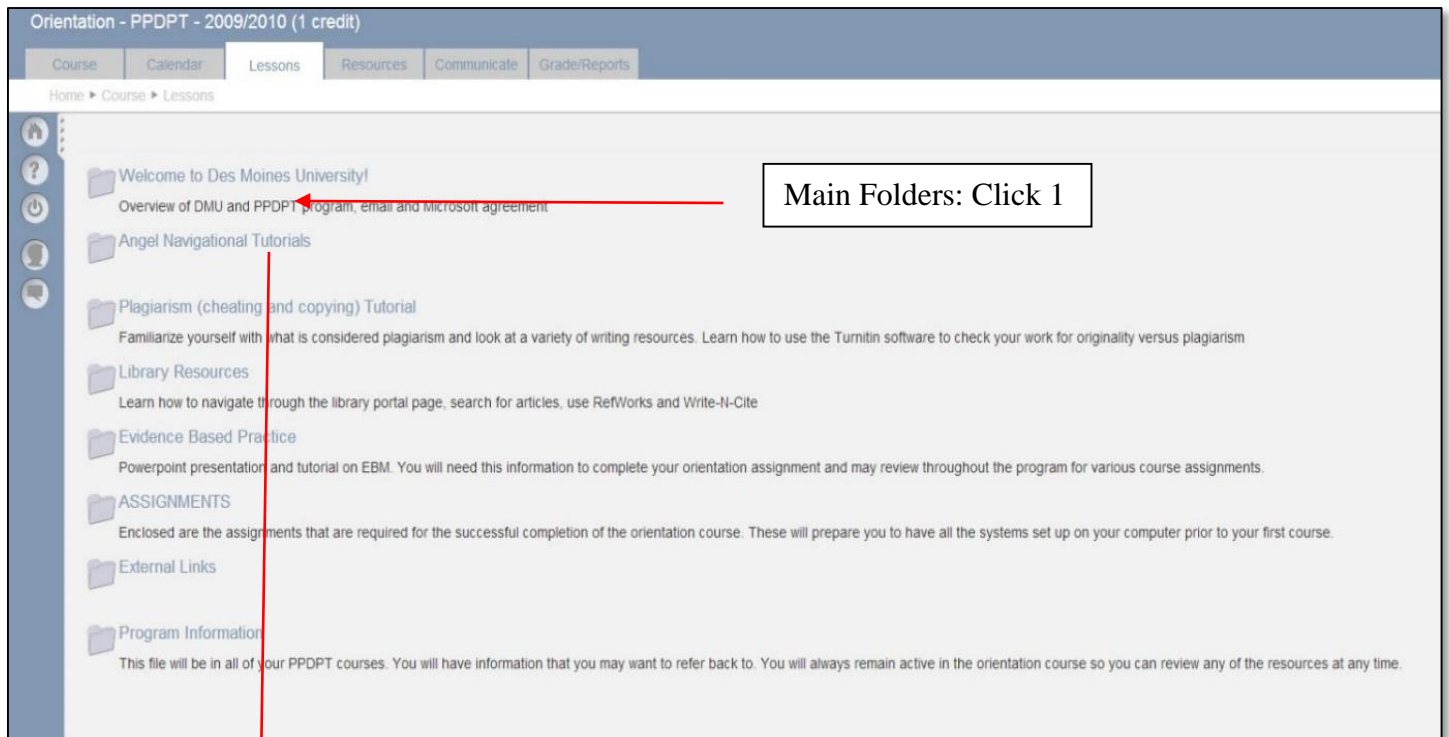 Orientation - PPDPT - 2009/2010 (1 credit)
Course Calendar Lessons Resources Communicate Grade/Reports
Home ▸ Course ▸ Lessons
Welcome to Des Moines University!
Overview of DMU and PPDPT program, email and Microsoft agreement
Main Folders: Click 1
Angel Navigational Tutorials
Plagiarism (cheating and copying) Tutorial
Familiarize yourself with what is considered plagiarism and look at a variety of writing resources. Learn how to use the Turnitin software to check your work for originality versus plagiarism
Library Resources
Learn how to navigate through the library portal page, search for articles, use RefWorks and Write-N-Cite
Evidence Based Practice
Powerpoint presentation and tutorial on EBM. You will need this information to complete your orientation assignment and may review throughout the program for various course assignments.
ASSIGNMENTS
Enclosed are the assignments that are required for the successful completion of the orientation course. These will prepare you to have all the systems set up on your computer prior to your first course.
External Links
Program Information
This file will be in all of your PPDPT courses. You will have information that you may want to refer back to. You will always remain active in the orientation course so you can review any of the resources at any time.